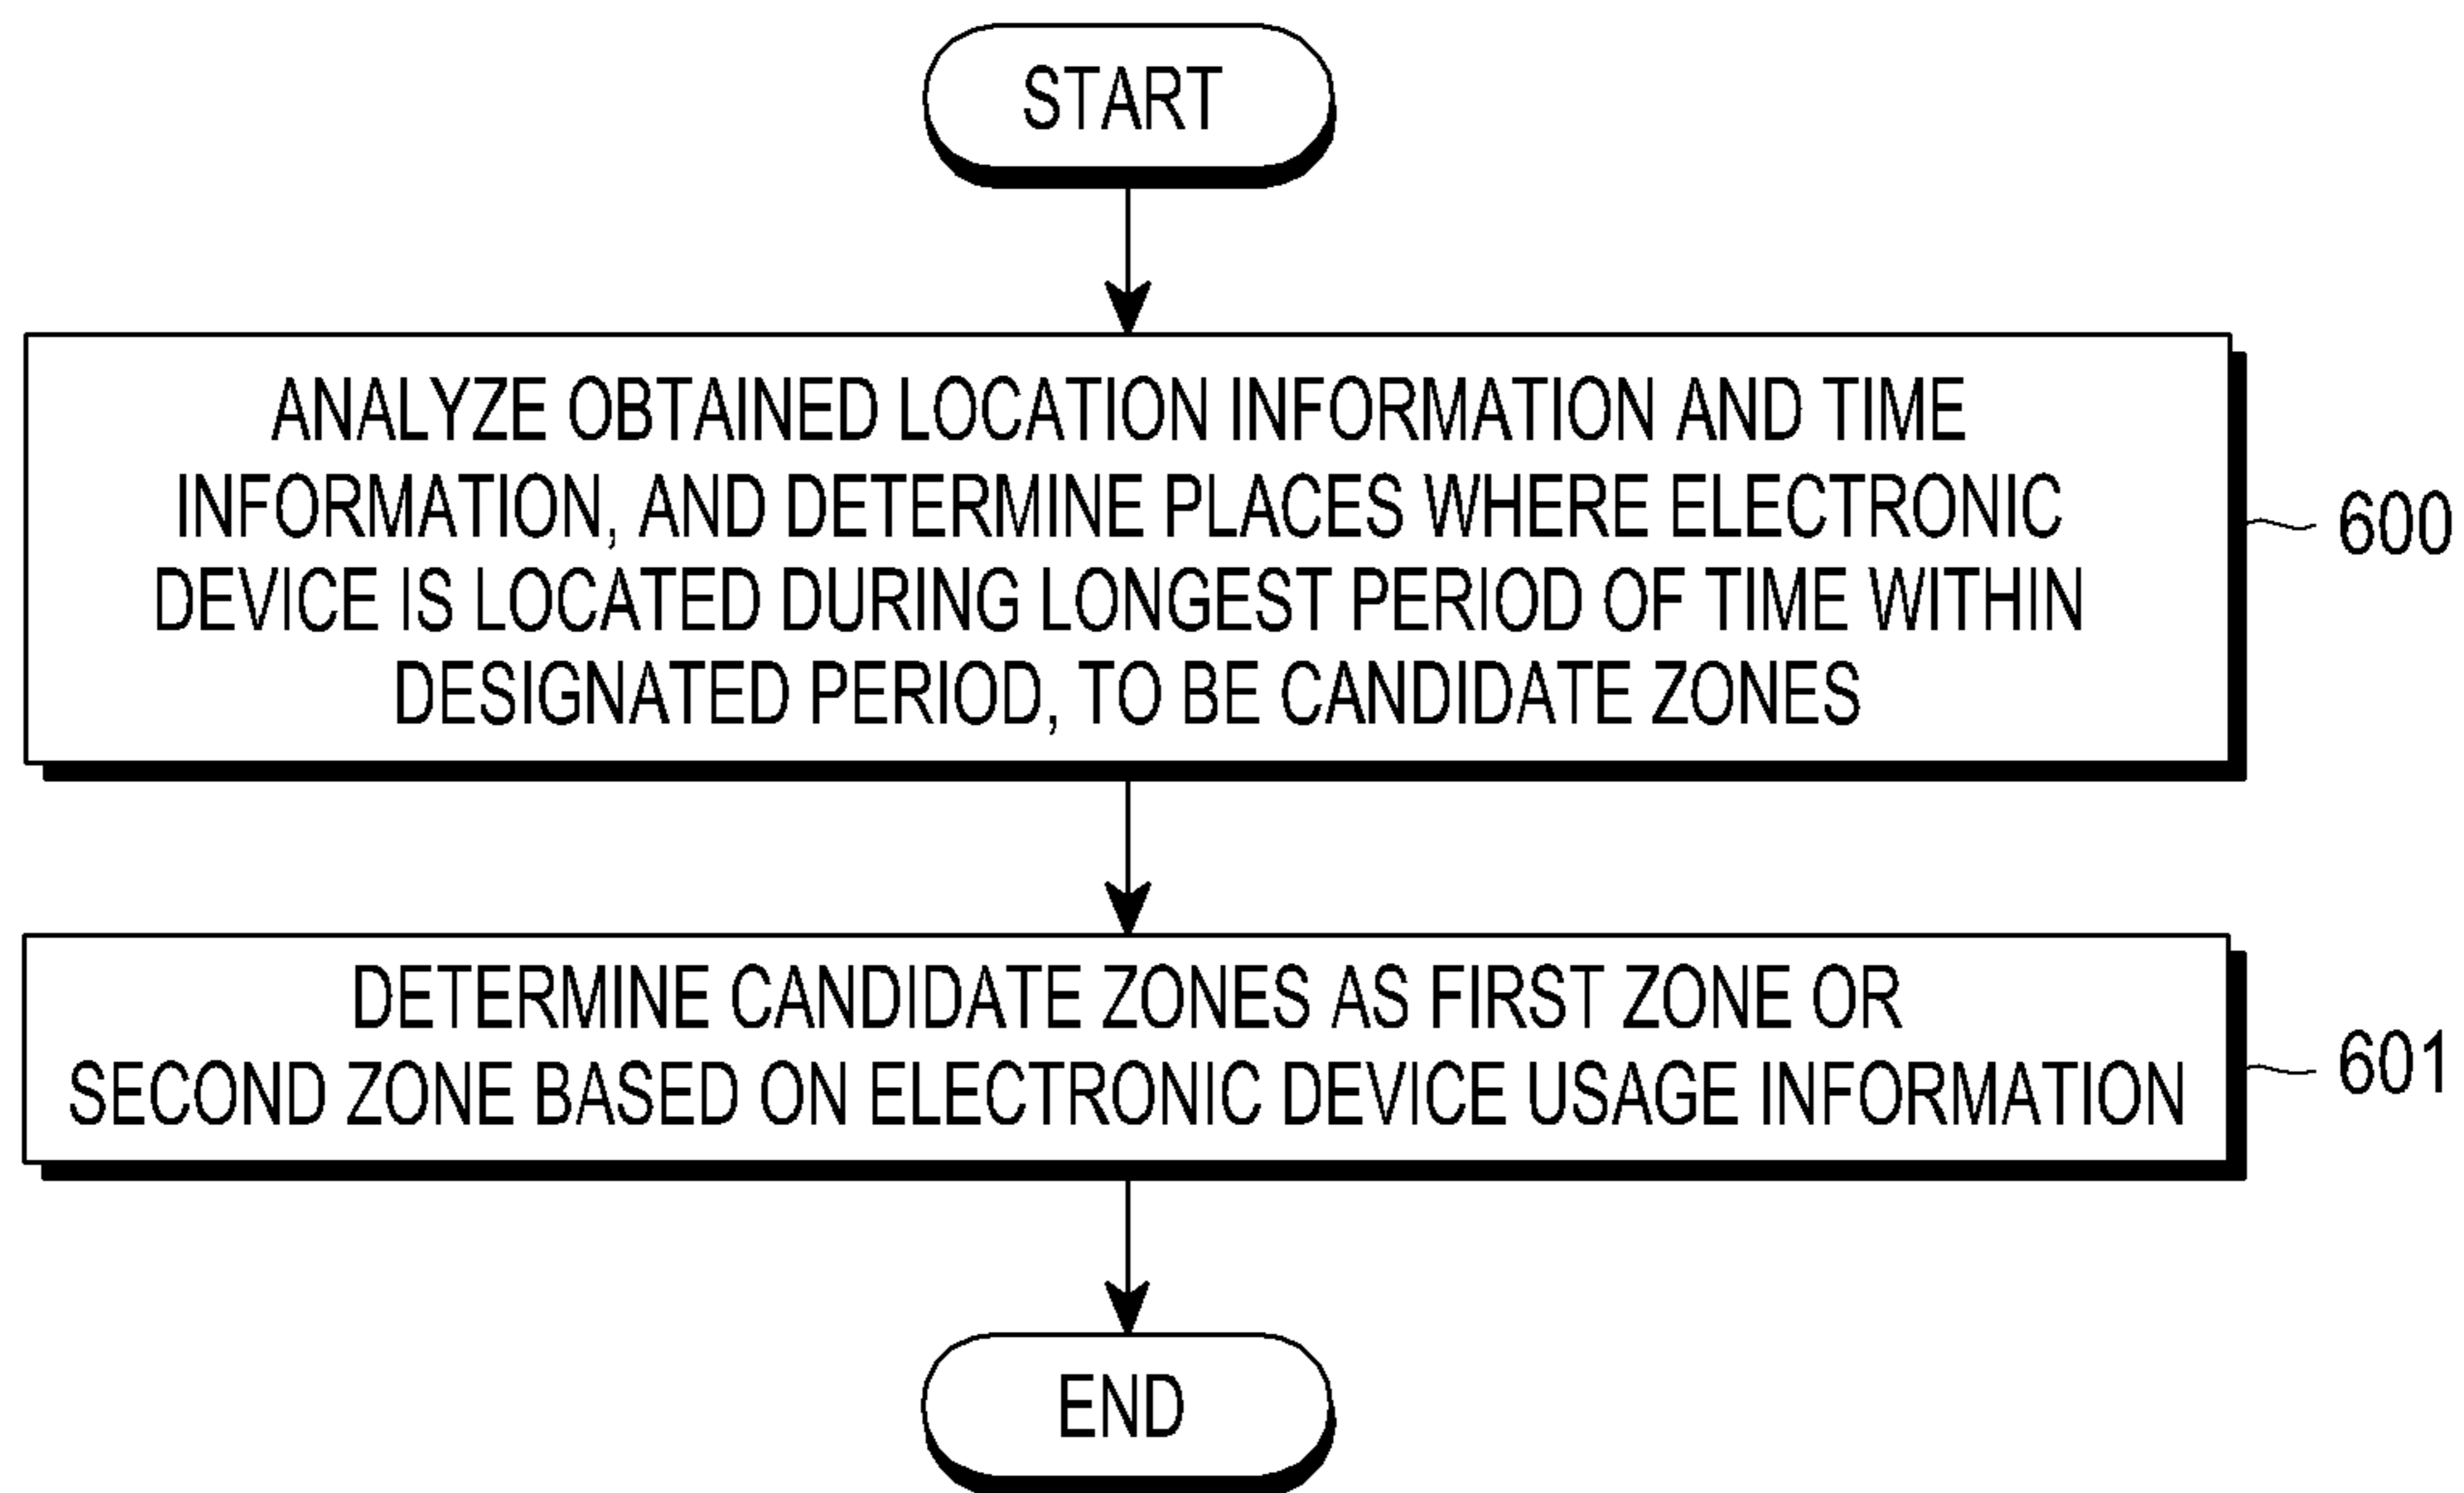 START
ANALYZE OBTAINED LOCATION INFORMATION AND TIME
INFORMATION, AND DETERMINE PLACES WHERE ELECTRONIC
DEVICE IS LOCATED DURING LONGEST PERIOD OF TIME WITHIN
DESIGNATED PERIOD, TO BE CANDIDATE ZONES
600
DETERMINE CANDIDATE ZONES AS FIRST ZONE OR
SECOND ZONE BASED ON ELECTRONIC DEVICE USAGE INFORMATION
601
END